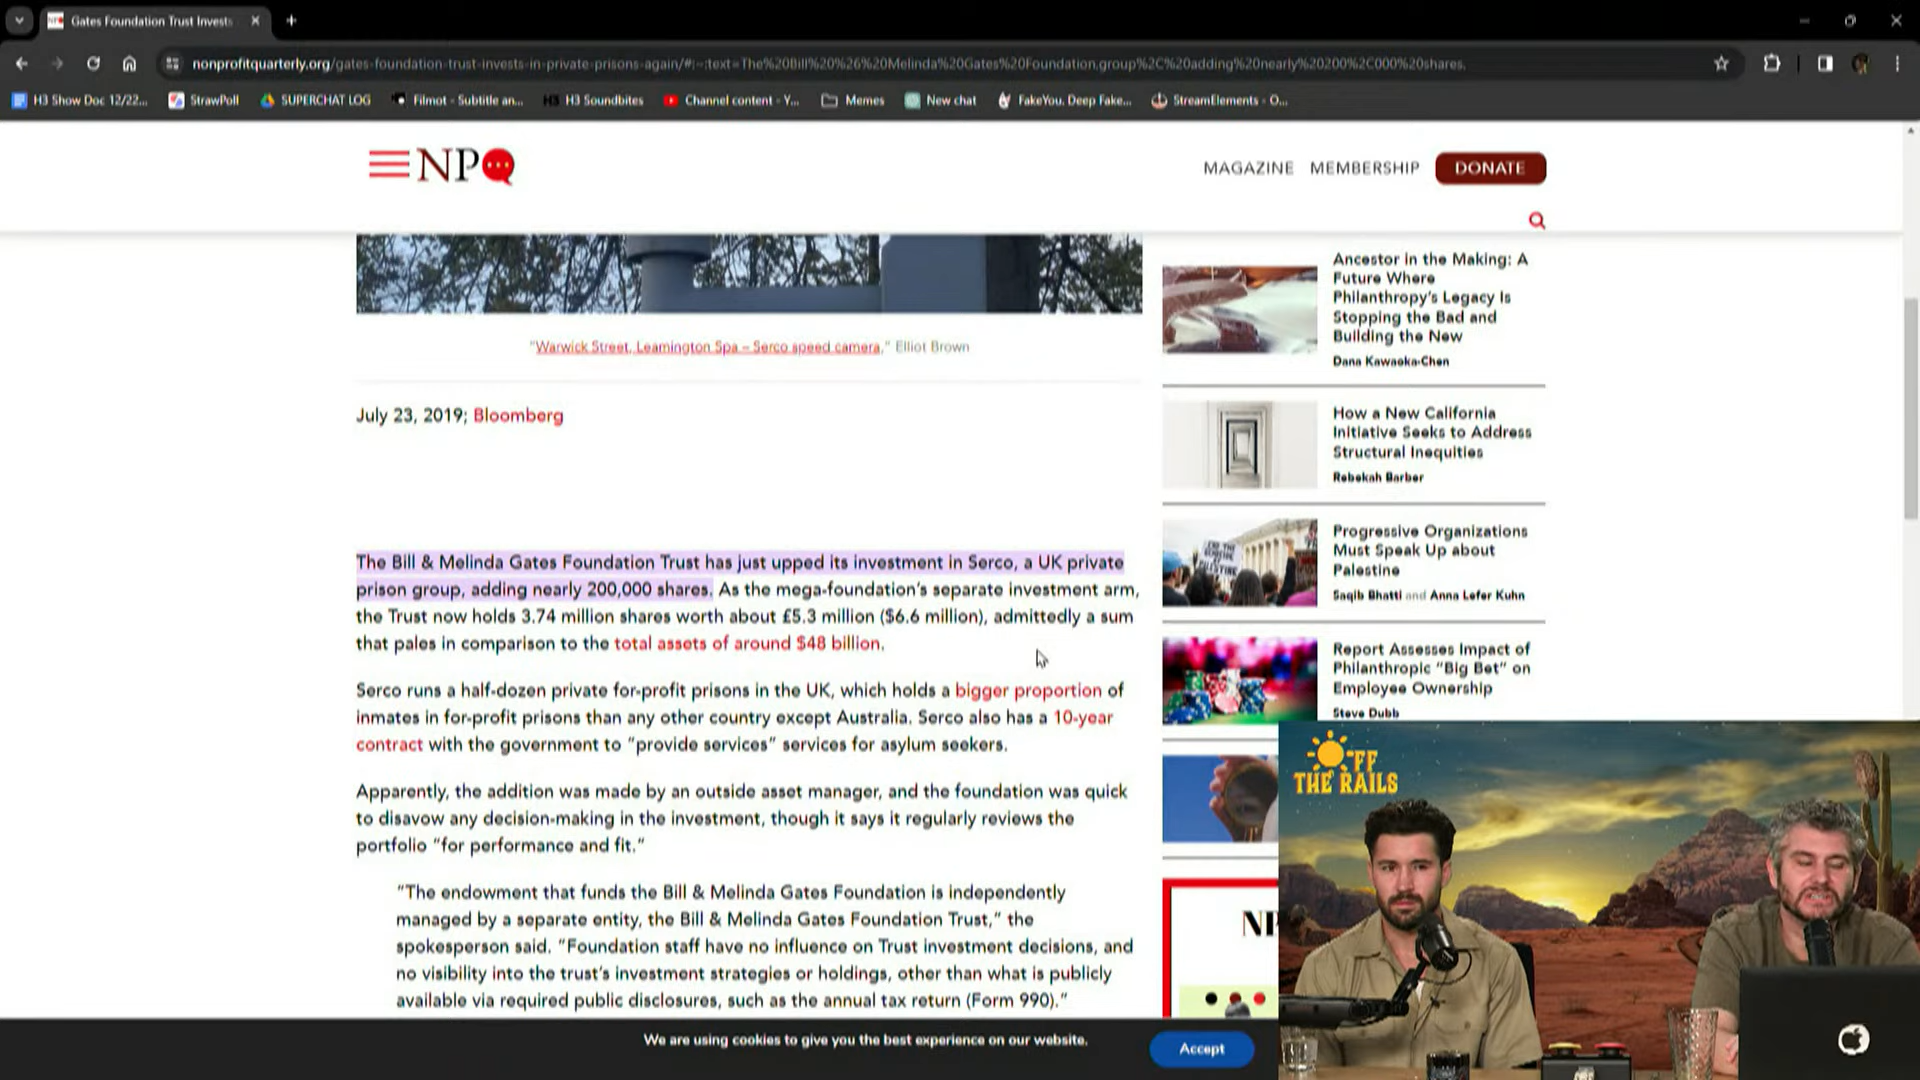 Gates Foundation Trust Invests
nonprofitquarterly.org/gates-foundation-trust-invests-in-private-prisons-again/#:~:text=The%20Bill%20%26%20Melinda%20Gates%20Foundation,group%2C%20adding%20nearly%20200%2C000%20shares.
H3 Show Doc 12/22...
StrawPoll
SUPERCHAT LOG
Filmot - Subtitle an...
H3 Soundbites
Channel content - Y...
Memes
New chat
FakeYou. Deep Fake...
StreamElements - O...
NPQ
MAGAZINE
MEMBERSHIP
DONATE
"Warwick Street, Leamington Spa – Serco speed camera," Elliot Brown
July 23, 2019; Bloomberg
The Bill & Melinda Gates Foundation Trust has just upped its investment in Serco, a UK private
prison group, adding nearly 200,000 shares. As the mega-foundation's separate investment arm,
the Trust now holds 3.74 million shares worth about £5.3 million ($6.6 million), admittedly a sum
that pales in comparison to the total assets of around $48 billion.
Serco runs a half-dozen private for-profit prisons in the UK, which holds a bigger proportion of
inmates in for-profit prisons than any other country except Australia. Serco also has a 10-year
contract with the government to "provide services" services for asylum seekers.
Apparently, the addition was made by an outside asset manager, and the foundation was quick
to disavow any decision-making in the investment, though it says it regularly reviews the
portfolio "for performance and fit."
"The endowment that funds the Bill & Melinda Gates Foundation is independently
managed by a separate entity, the Bill & Melinda Gates Foundation Trust," the
spokesperson said. "Foundation staff have no influence on Trust investment decisions, and
no visibility into the trust's investment strategies or holdings, other than what is publicly
available via required public disclosures, such as the annual tax return (Form 990)."
Ancestor in the Making: A
Future Where
Philanthropy's Legacy Is
Stopping the Bad and
Building the New
Dana Kawaoka-Chen
How a New California
Initiative Seeks to Address
Structural Inequities
Rebekah Barber
Progressive Organizations
Must Speak Up about
Palestine
Saqib Bhatti and Anna Lefer Kuhn
Report Assesses Impact of
Philanthropic "Big Bet" on
Employee Ownership
Steve Dubb
NP
OFF
THE RAILS
We are using cookies to give you the best experience on our website.
Accept